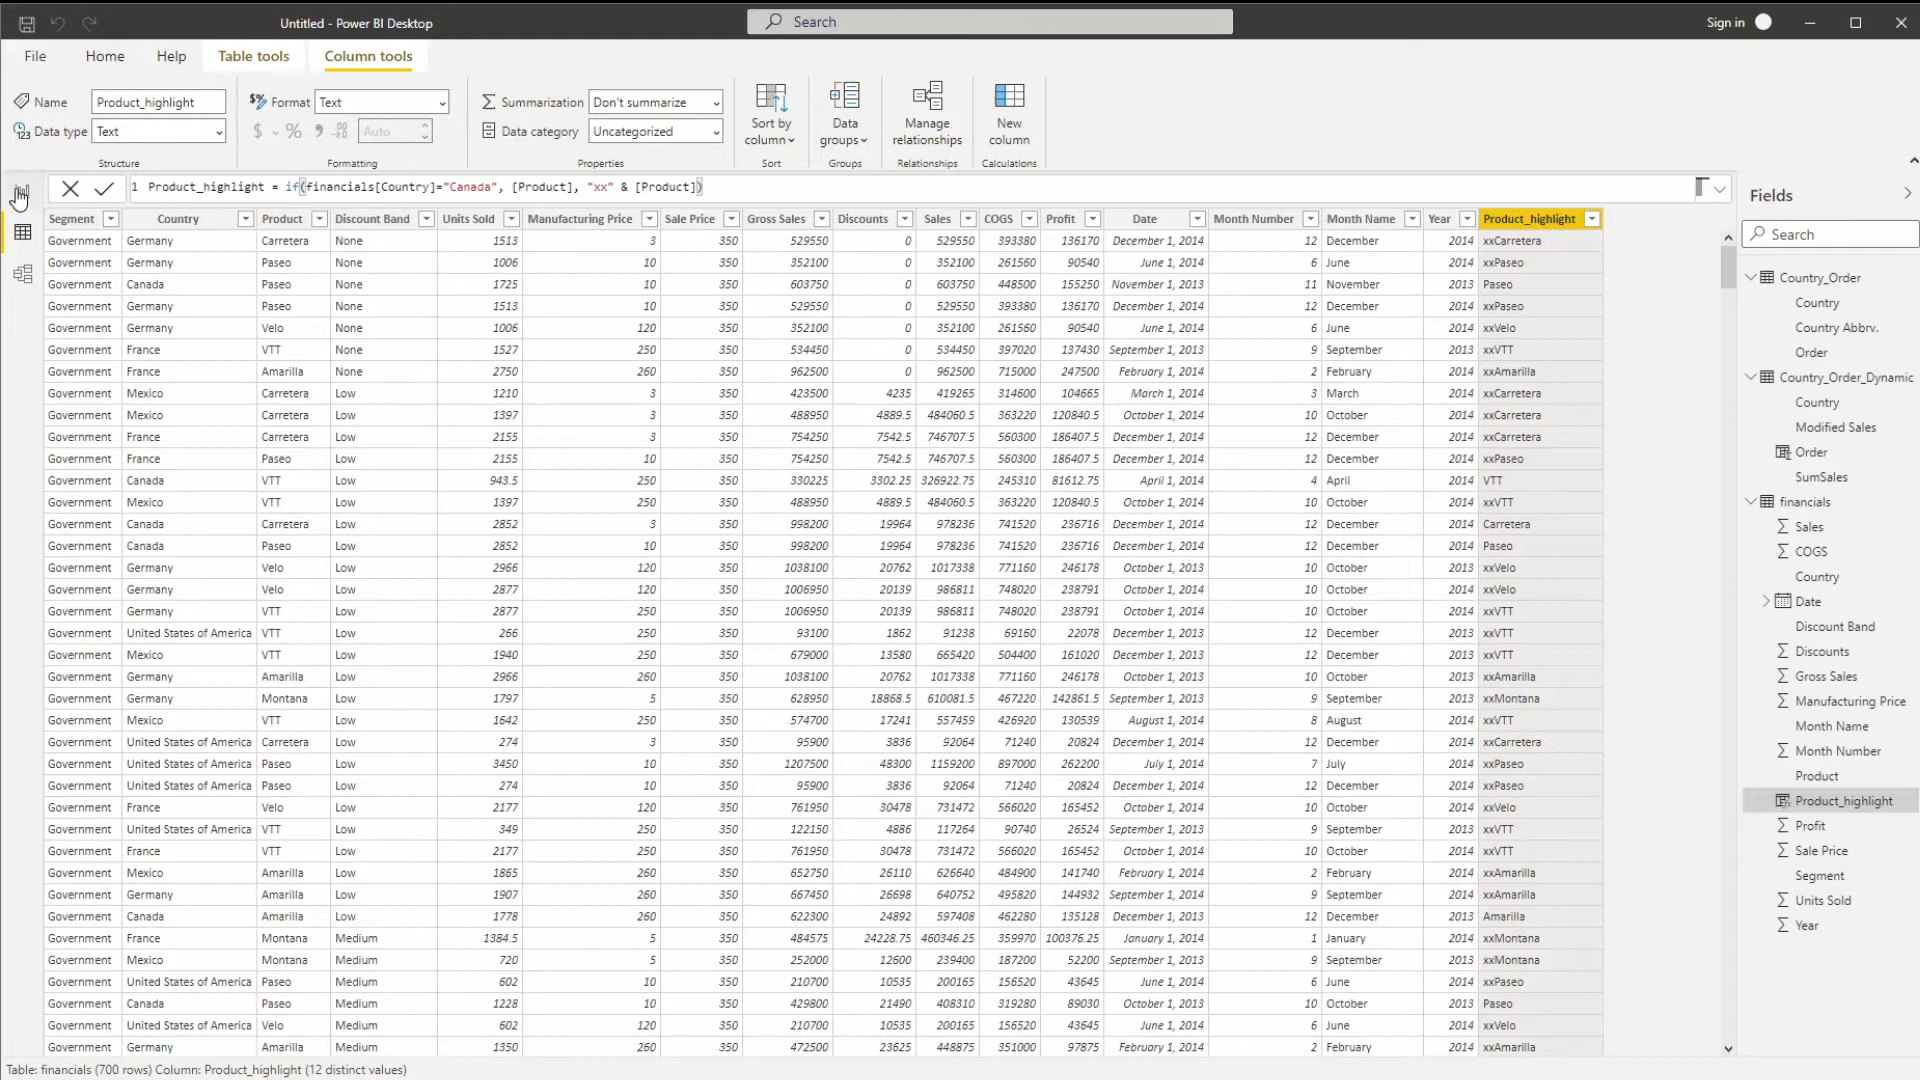 Untitled - Power BI Desktop
Search
Sign in
File Home Help Table tools Column tools
Name Product_highlight
Format Text
Summarization Don't summarize
Data type Text
$ % Auto
Data category Uncategorized
Sort by column
Data groups
Manage relationships
New column
Structure Formatting Properties Sort Groups Relationships Calculations
1 Product_highlight = if(financials[Country]="Canada", [Product], "xx" & [Product])
Segment Country Product Discount Band Units Sold Manufacturing Price Sale Price Gross Sales Discounts Sales COGS Profit Date Month Number Month Name Year Product_highlight
Government Germany Carretera None 1513 3 350 529550 0 529550 393380 136170 December 1, 2014 12 December 2014 xxCarretera
Government Germany Paseo None 1006 10 350 352100 0 352100 261560 90540 June 1, 2014 6 June 2014 xxPaseo
Government Canada Paseo None 1725 10 350 603750 0 603750 448500 155250 November 1, 2013 11 November 2013 Paseo
Government Germany Paseo None 1513 10 350 529550 0 529550 393380 136170 December 1, 2014 12 December 2014 xxPaseo
Government Germany Velo None 1006 120 350 352100 0 352100 261560 90540 June 1, 2014 6 June 2014 xxVelo
Government France VTT None 1527 250 350 534450 0 534450 397020 137430 September 1, 2013 9 September 2013 xxVTT
Government France Amarilla None 2750 260 350 962500 0 962500 715000 247500 February 1, 2014 2 February 2014 xxAmarilla
Government Mexico Carretera Low 1210 3 350 423500 4235 419265 314600 104665 March 1, 2014 3 March 2014 xxCarretera
Government Mexico Carretera Low 1397 3 350 488950 4889.5 484060.5 363220 120840.5 October 1, 2014 10 October 2014 xxCarretera
Government France Carretera Low 2155 3 350 754250 7542.5 746707.5 560300 186407.5 December 1, 2014 12 December 2014 xxCarretera
Government France Paseo Low 2155 10 350 754250 7542.5 746707.5 560300 186407.5 December 1, 2014 12 December 2014 xxPaseo
Government Canada VTT Low 943.5 250 350 330225 3302.25 326922.75 245310 81612.75 April 1, 2014 4 April 2014 VTT
Government Mexico VTT Low 1397 250 350 488950 4889.5 484060.5 363220 120840.5 October 1, 2014 10 October 2014 xxVTT
Government Canada Carretera Low 2852 3 350 998200 19964 978236 741520 236716 December 1, 2014 12 December 2014 Carretera
Government Canada Paseo Low 2852 10 350 998200 19964 978236 741520 236716 December 1, 2014 12 December 2014 Paseo
Government Germany Velo Low 2966 120 350 1038100 20762 1017338 771160 246178 October 1, 2013 10 October 2013 xxVelo
Government Germany Velo Low 2877 120 350 1006950 20139 986811 748020 238791 October 1, 2014 10 October 2014 xxVelo
Government Germany VTT Low 2877 250 350 1006950 20139 986811 748020 238791 October 1, 2014 10 October 2014 xxVTT
Government United States of America VTT Low 266 250 350 93100 1862 91238 69160 22078 December 1, 2013 12 December 2013 xxVTT
Government Mexico VTT Low 1940 250 350 679000 13580 665420 504400 161020 December 1, 2013 12 December 2013 xxVTT
Government Germany Amarilla Low 2966 260 350 1038100 20762 1017338 771160 246178 October 1, 2013 10 October 2013 xxAmarilla
Government Germany Montana Low 1797 5 350 628950 18868.5 610081.5 467220 142861.5 September 1, 2013 9 September 2013 xxMontana
Government Mexico VTT Low 1642 250 350 574700 17241 557459 426920 130539 August 1, 2014 8 August 2014 xxVTT
Government United States of America Carretera Low 274 3 350 95900 3836 92064 71240 20824 December 1, 2014 12 December 2014 xxCarretera
Government United States of America Paseo Low 3450 10 350 1207500 48300 1159200 897000 262200 July 1, 2014 7 July 2014 xxPaseo
Government United States of America Paseo Low 274 10 350 95900 3836 92064 71240 20824 December 1, 2014 12 December 2014 xxPaseo
Government France Velo Low 2177 120 350 761950 30478 731472 566020 165452 October 1, 2014 10 October 2014 xxVelo
Government United States of America VTT Low 349 250 350 122150 4886 117264 90740 26524 September 1, 2013 9 September 2013 xxVTT
Government France VTT Low 2177 250 350 761950 30478 731472 566020 165452 October 1, 2014 10 October 2014 xxVTT
Government Mexico Amarilla Low 1865 260 350 652750 26110 626640 484900 141740 February 1, 2014 2 February 2014 xxAmarilla
Government Germany Amarilla Low 1907 260 350 667450 26698 640752 495820 144932 September 1, 2014 9 September 2014 xxAmarilla
Government Canada Amarilla Low 1778 260 350 622300 24892 597408 462280 135128 December 1, 2013 12 December 2013 Amarilla
Government France Montana Medium 1384.5 5 350 484575 24228.75 460346.25 359970 100376.25 January 1, 2014 1 January 2014 xxMontana
Government Mexico Montana Medium 720 5 350 252000 12600 239400 187200 52200 September 1, 2013 9 September 2013 xxMontana
Government United States of America Paseo Medium 602 10 350 210700 10535 200165 156520 43645 June 1, 2014 6 June 2014 xxPaseo
Government Canada Paseo Medium 1228 10 350 429800 21490 408310 319280 89030 October 1, 2013 10 October 2013 Paseo
Government United States of America Velo Medium 602 120 350 210700 10535 200165 156520 43645 June 1, 2014 6 June 2014 xxVelo
Government Germany Amarilla Medium 1350 260 350 472500 23625 448875 351000 97875 February 1, 2014 2 February 2014 xxAmarilla
Fields
Search
Country_Order
Country
Country Abbrv.
Order
Country_Order_Dynamic
Country
Modified Sales
Order
SumSales
financials
Sales
COGS
Country
Date
Discount Band
Discounts
Gross Sales
Manufacturing Price
Month Name
Month Number
Product
Product_highlight
Profit
Sale Price
Segment
Units Sold
Year
Table: financials (700 rows) Column: Product_highlight (12 distinct values)